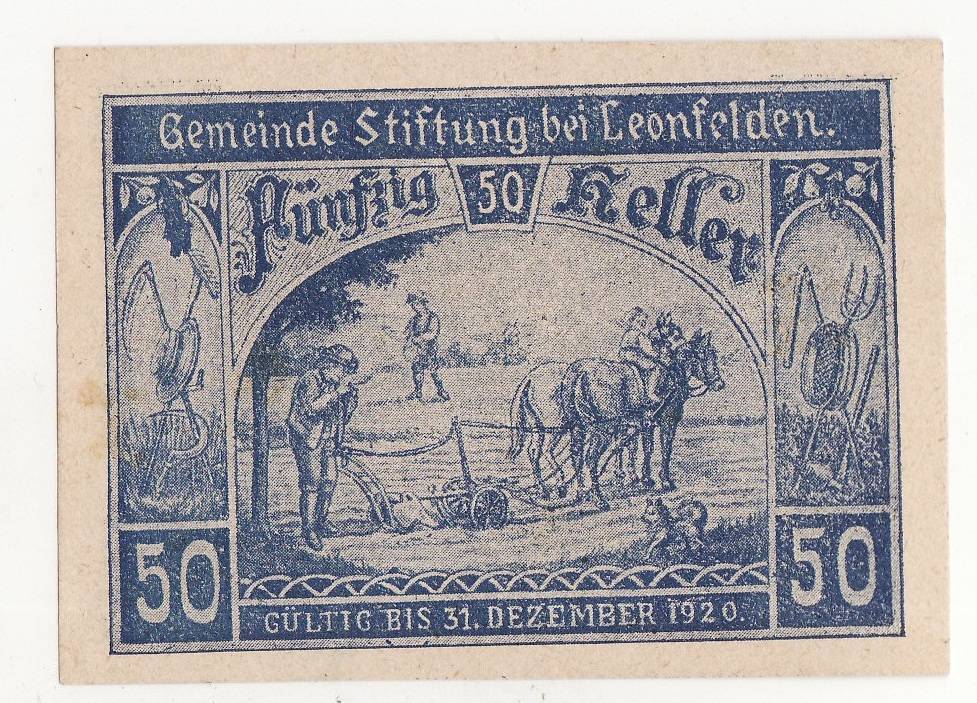 Gemeinde Stiftung bei Leonfelden.
Fünfzig 50 Heller
50 50
GÜLTIG BIS 31. DEZEMBER 1920.